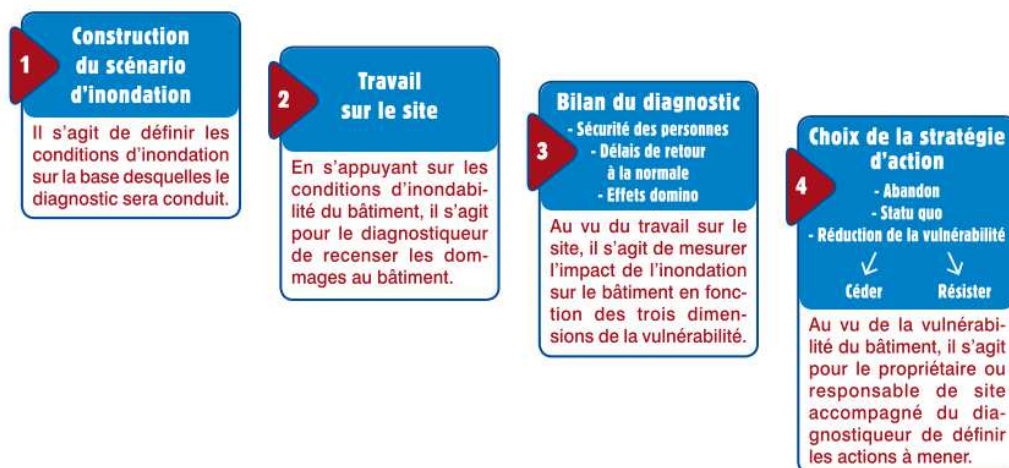 1
Construction
du scénario
d'inondation
Il s'agit de définir les
conditions d'inondation
sur la base desquelles le
diagnostic sera conduit.
2
Travail
sur le site
En s'appuyant sur les
conditions d'inondabi-
lité du bâtiment, il s'agit
pour le diagnostiqueur
de recenser les dom-
mages au bâtiment.
3
Bilan du diagnostic
- Sécurité des personnes
- Délais de retour
à la normale
- Effets domino
Au vu du travail sur le
site, il s'agit de mesurer
l'impact de l'inondation
sur le bâtiment en fonc-
tion des trois dimen-
sions de la vulnérabilité.
4
Choix de la stratégie
d'action
- Abandon
- Statu quo
- Réduction de la vulnérabilité
Céder Résister
Au vu de la vulnérabi-
lité du bâtiment, il s'agit
pour le propriétaire ou
responsable de site
accompagné du dia-
gnostiqueur de définir
les actions à mener.